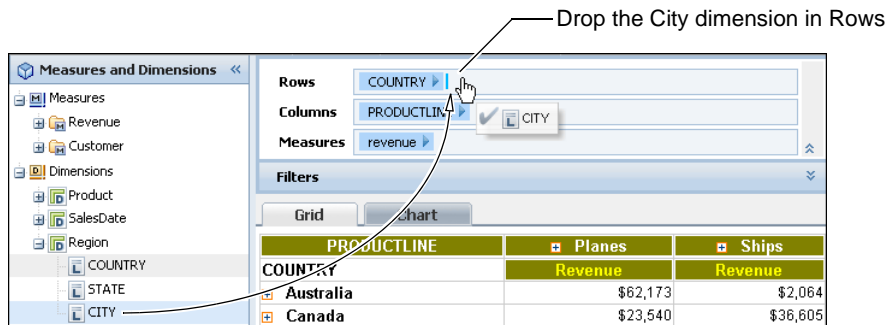 Drop the City dimension in Rows
Measures and Dimensions «
Measures
Revenue
Customer
Dimensions
Product
SalesDate
Region
COUNTRY
STATE
CITY
Rows COUNTRY
Columns PRODUCTLINE
CITY
Measures revenue
Filters
Grid Chart
PRODUCTLINE Planes Ships
COUNTRY Revenue Revenue
Australia $62,173 $2,064
Canada $23,540 $36,605